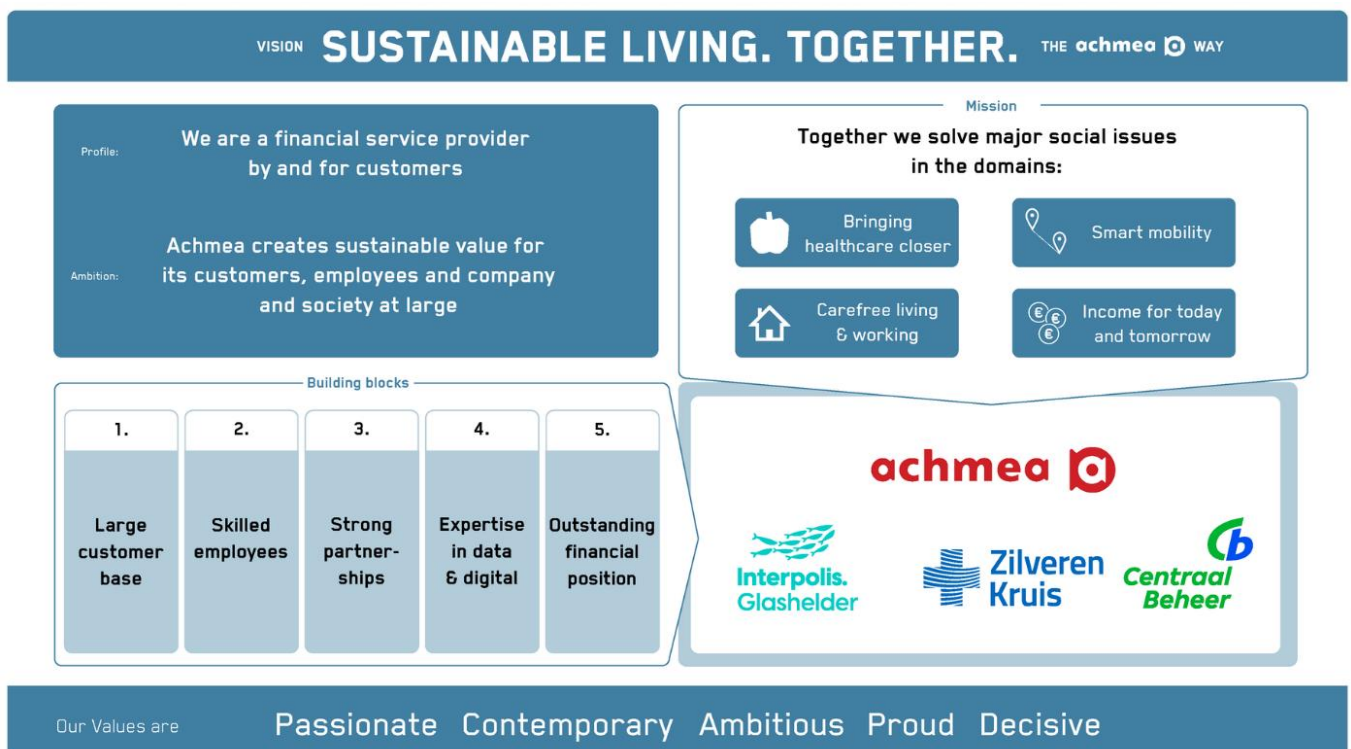 VISION SUSTAINABLE LIVING. TOGETHER. THE achmea WAY
Profile:
We are a financial service provider
by and for customers
Ambition:
Achmea creates sustainable value for
its customers, employees and company
and society at large
Mission
Together we solve major social issues
in the domains:
Bringing
healthcare closer
Smart mobility
Carefree living
& working
Income for today
and tomorrow
Building blocks
1.
Large
customer
base
2.
Skilled
employees
3.
Strong
partner-
ships
4.
Expertise
in data
& digital
5.
Outstanding
financial
position
achmea
Interpolis.
Glashelder
Zilveren
Kruis
Cb
Centraal
Beheer
Our Values are Passionate Contemporary Ambitious Proud Decisive